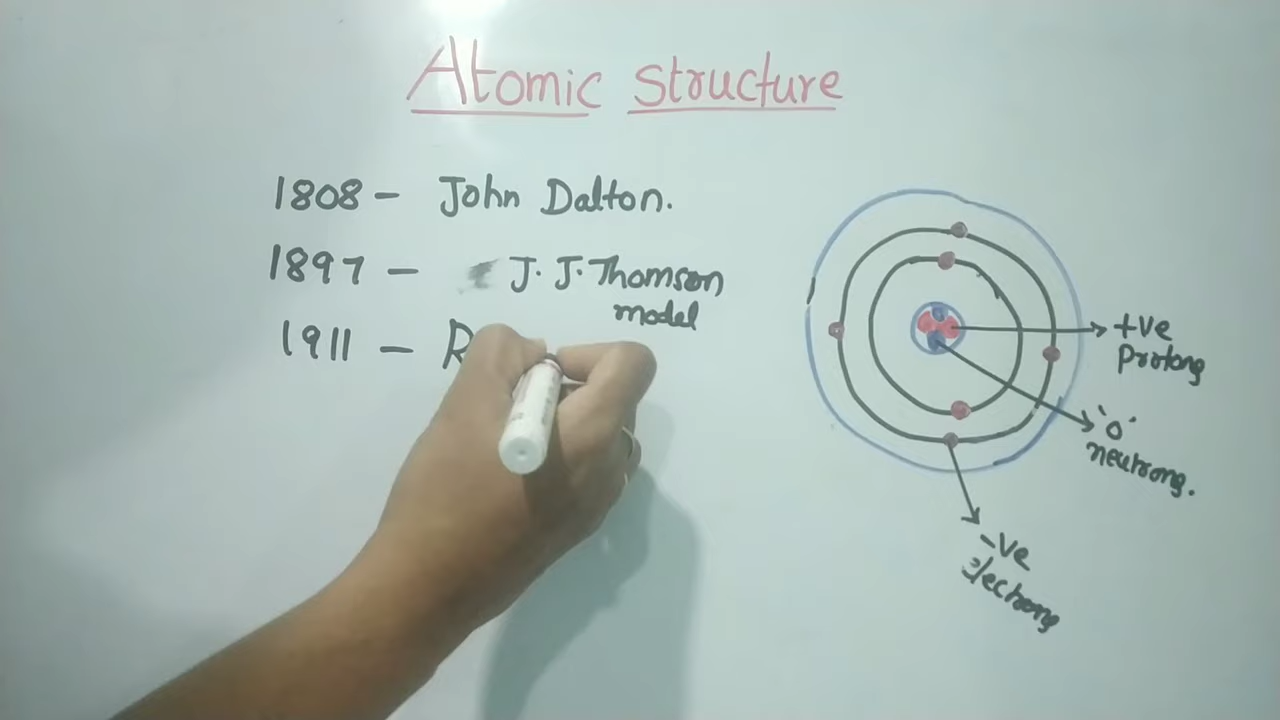 Atomic Structure
1808 - John Dalton.
1897 - J. J. Thomson
model
1911 - R
+ve
Protons
'0'
neutrons.
-ve
electrons